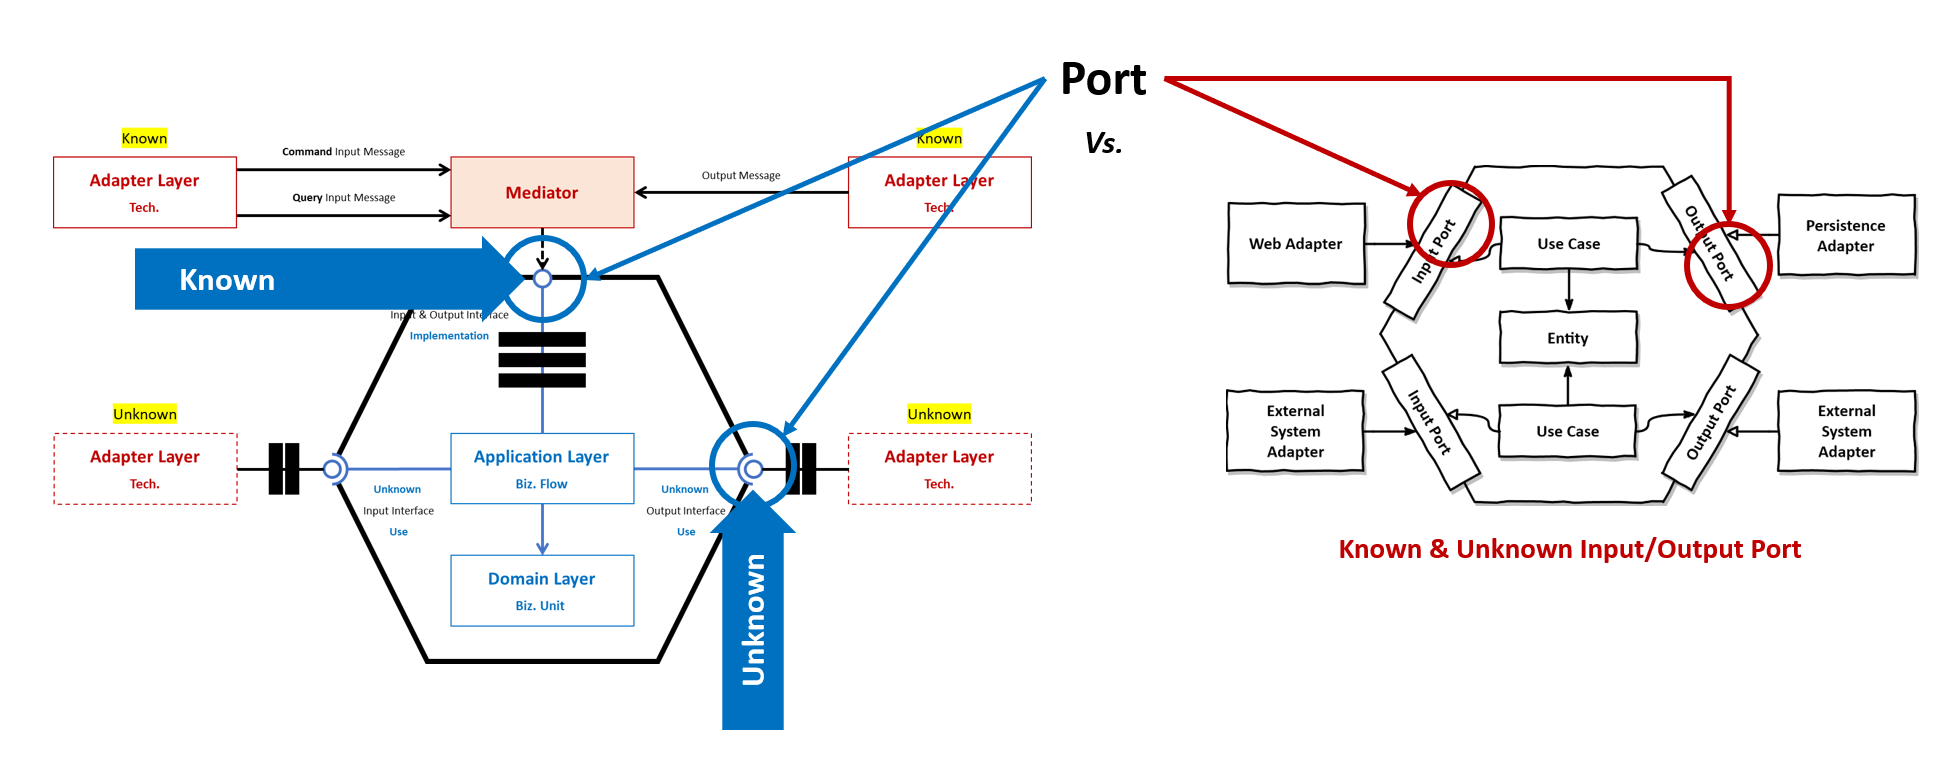 Port
Vs.
Known
Adapter Layer
Tech.
Command Input Message
Query Input Message
Mediator
Output Message
Known
Adapter Layer
Tech.
Known
Input & Output Interface
Implementation
Unknown
Adapter Layer
Tech.
Unknown
Input Interface
Use
Application Layer
Biz. Flow
Unknown
Output Interface
Use
Unknown
Adapter Layer
Tech.
Domain Layer
Biz. Unit
Unknown
Web Adapter
Input Port
Use Case
Output Port
Persistence
Adapter
Entity
External
System
Adapter
Input Port
Use Case
Output Port
External
System
Adapter
Known & Unknown Input/Output Port